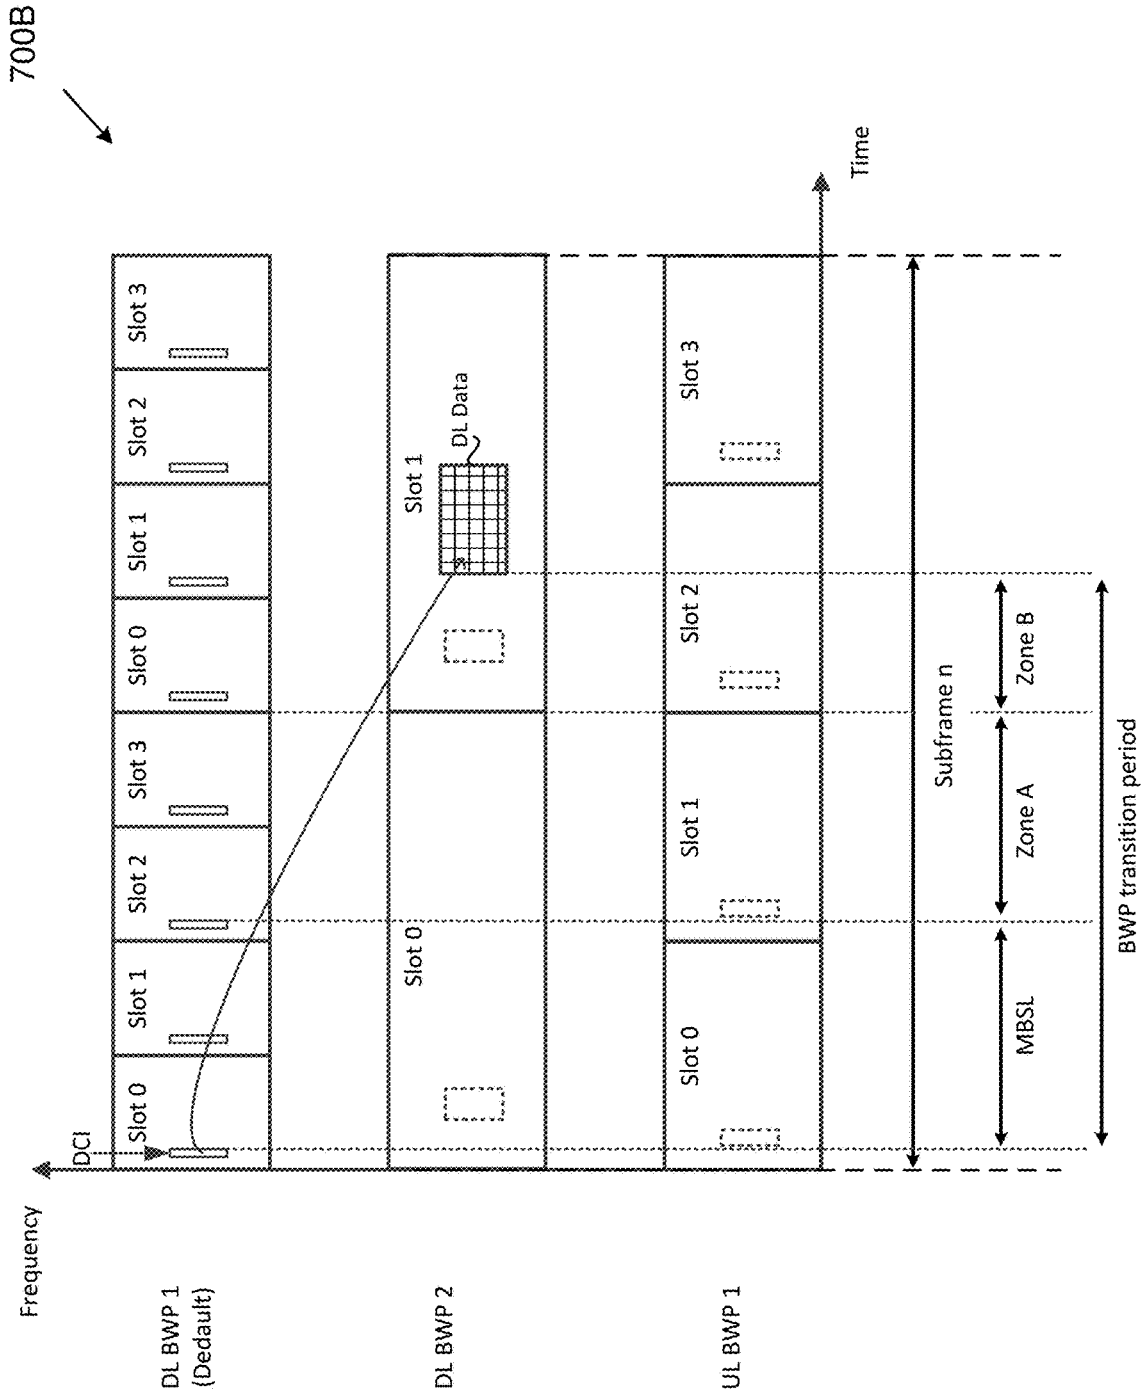 700B
Frequency
DCI
DL BWP 1
(Dedault)
Slot 0
Slot 1
Slot 2
Slot 3
Slot 0
Slot 1
Slot 2
Slot 3
DL BWP 2
Slot 0
Slot 1
DL Data
UL BWP 1
Slot 0
Slot 1
Slot 2
Slot 3
Time
Subframe n
MBSL
Zone A
Zone B
BWP transition period